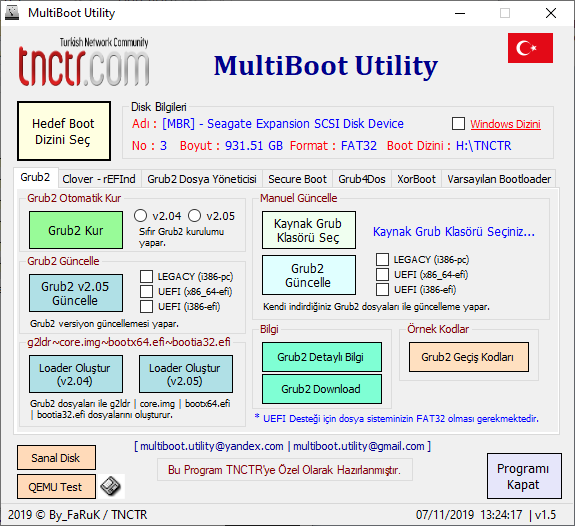 MultiBoot Utility
Turkish Network Community
tnctr.com
MultiBoot Utility
Hedef Boot
Dizini Seç
Disk Bilgileri
Adı : [MBR] - Seagate Expansion SCSI Disk Device
Windows Dizini
No : 3 Boyut : 931.51 GB Format : FAT32 Boot Dizini : H:\TNCTR
Grub2
Clover - rEFInd
Grub2 Dosya Yöneticisi
Secure Boot
Grub4Dos
XorBoot
Varsayılan Bootloader
Grub2 Otomatik Kur
Grub2 Kur
v2.04
v2.05
Sıfır Grub2 kurulumu
yapar.
Manuel Güncelle
Kaynak Grub
Klasörü Seç
Kaynak Grub Klasörü Seçiniz...
Grub2 Güncelle
Grub2 v2.05
Güncelle
LEGACY (i386-pc)
UEFI (x86_64-efi)
UEFI (i386-efi)
Grub2 versiyon güncellemesi yapar.
Grub2
Güncelle
LEGACY (i386-pc)
UEFI (x86_64-efi)
UEFI (i386-efi)
Kendi indirdiğiniz Grub2 dosyaları ile güncelleme yapar.
g2ldr~core.img~bootx64.efi~bootia32.efi
Loader Oluştur
(v2.04)
Loader Oluştur
(v2.05)
Grub2 dosyaları ile g2ldr | core.img | bootx64.efi
| bootia32.efi dosyalarını oluşturur.
Bilgi
Grub2 Detaylı Bilgi
Grub2 Download
Örnek Kodlar
Grub2 Geçiş Kodları
* UEFI Desteği için dosya sisteminizin FAT32 olması gerekmektedir.
Sanal Disk
QEMU Test
[ multiboot.utility@yandex.com | multiboot.utility@gmail.com ]
Bu Program TNCTR'ye Özel Olarak Hazırlanmıştır.
Programı
Kapat
2019 © By_FaRuK / TNCTR
07/11/2019 13:24:17 | v1.5